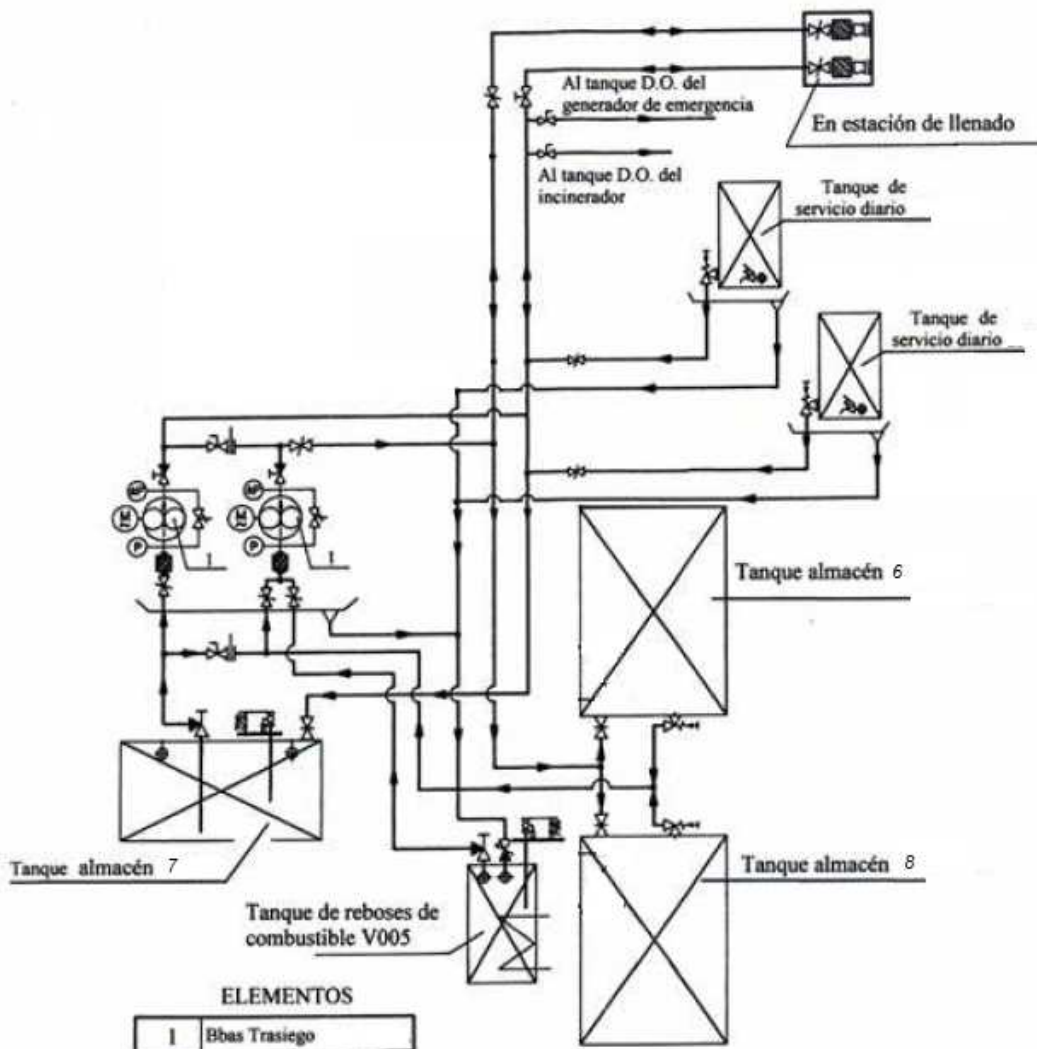 Al tanque D.O. del
generador de emergencia
En estación de llenado
Al tanque D.O. del
incinerador
Tanque de
servicio diario
Tanque de
servicio diario
1
1
P
P
Tanque almacén 6
Tanque almacén 7
Tanque almacén 8
Tanque de reboses de
combustible V005
ELEMENTOS
1 Bbas Trasiego